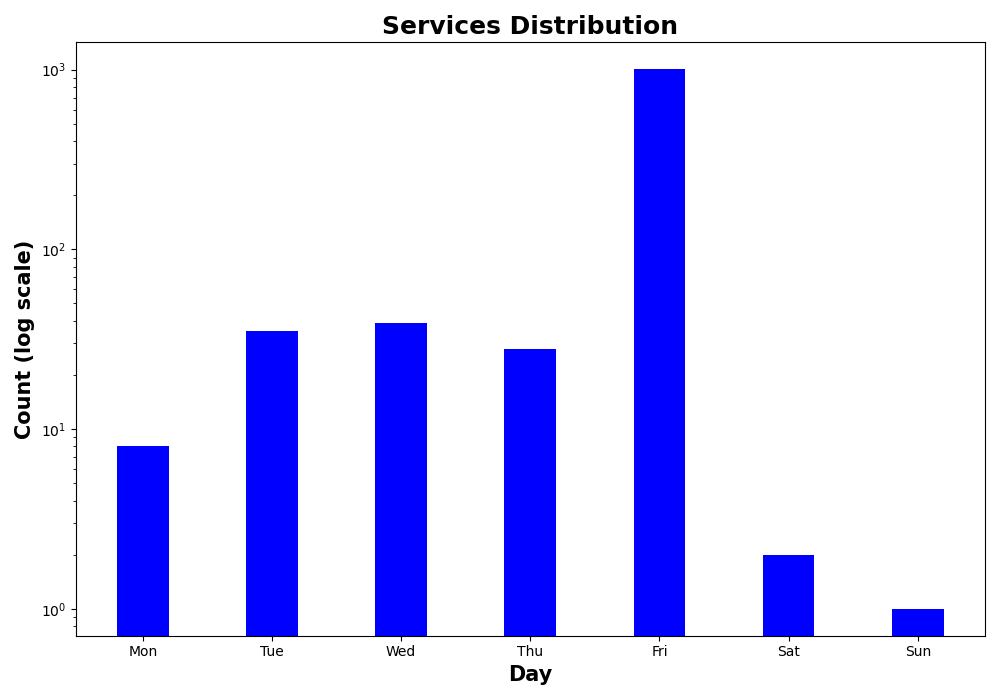 Services Distribution
Count (log scale)
10³
10²
10¹
10⁰
Mon Tue Wed Thu Fri Sat Sun
Day